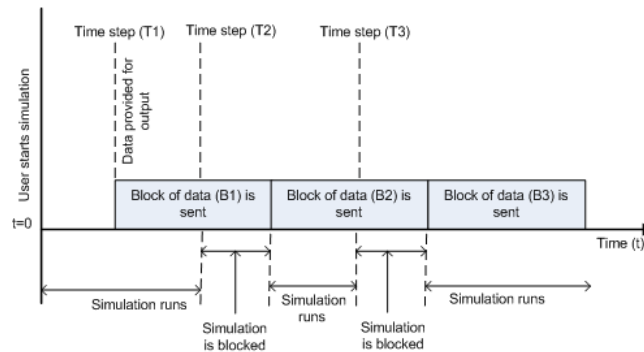 Time step (T1)
Time step (T2)
Time step (T3)
User starts simulation
Data provided for
output
Block of data (B1) is
sent
Block of data (B2) is
sent
Block of data (B3) is
sent
t=0
Time (t)
Simulation runs
Simulation
is blocked
Simulation
runs
Simulation
is blocked
Simulation runs